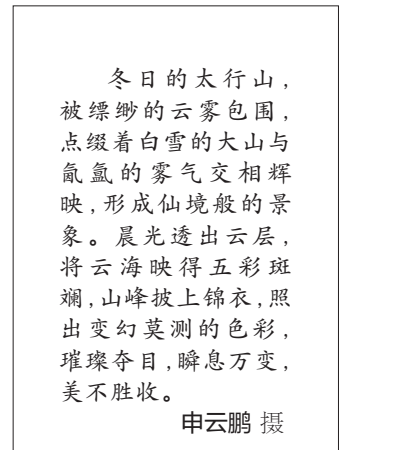 冬日的太行山，
被缥缈的云雾包围，
点缀着白雪的大山与
氤氲的雾气交相辉
映，形成仙境般的景
象。晨光透出云层，
将云海映得五彩斑
斓，山峰披上锦衣，照
出变幻莫测的色彩，
璀璨夺目，瞬息万变，
美不胜收。
申云鹏 摄